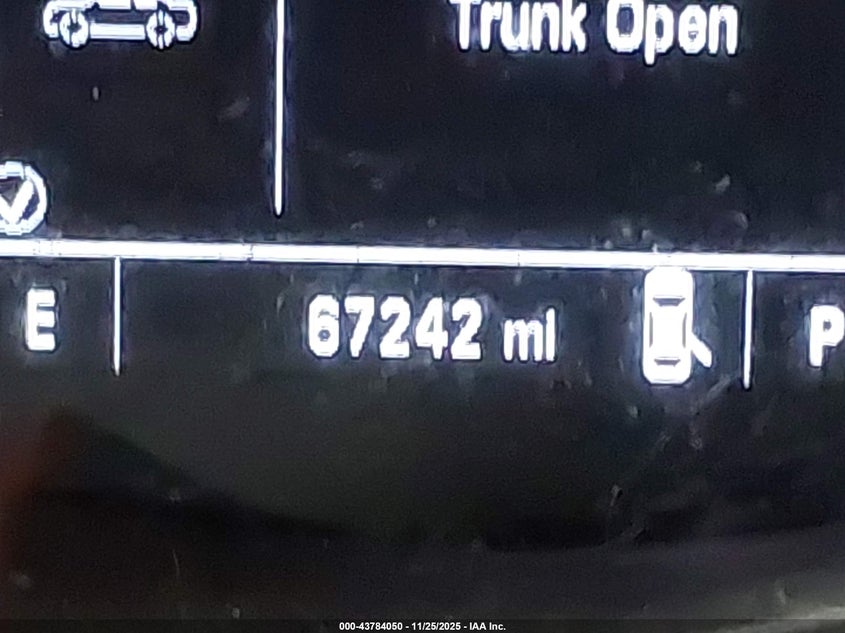 Trunk Open
E 67242 mi P
000-43784050 - 11/25/2025 - IAA Inc.